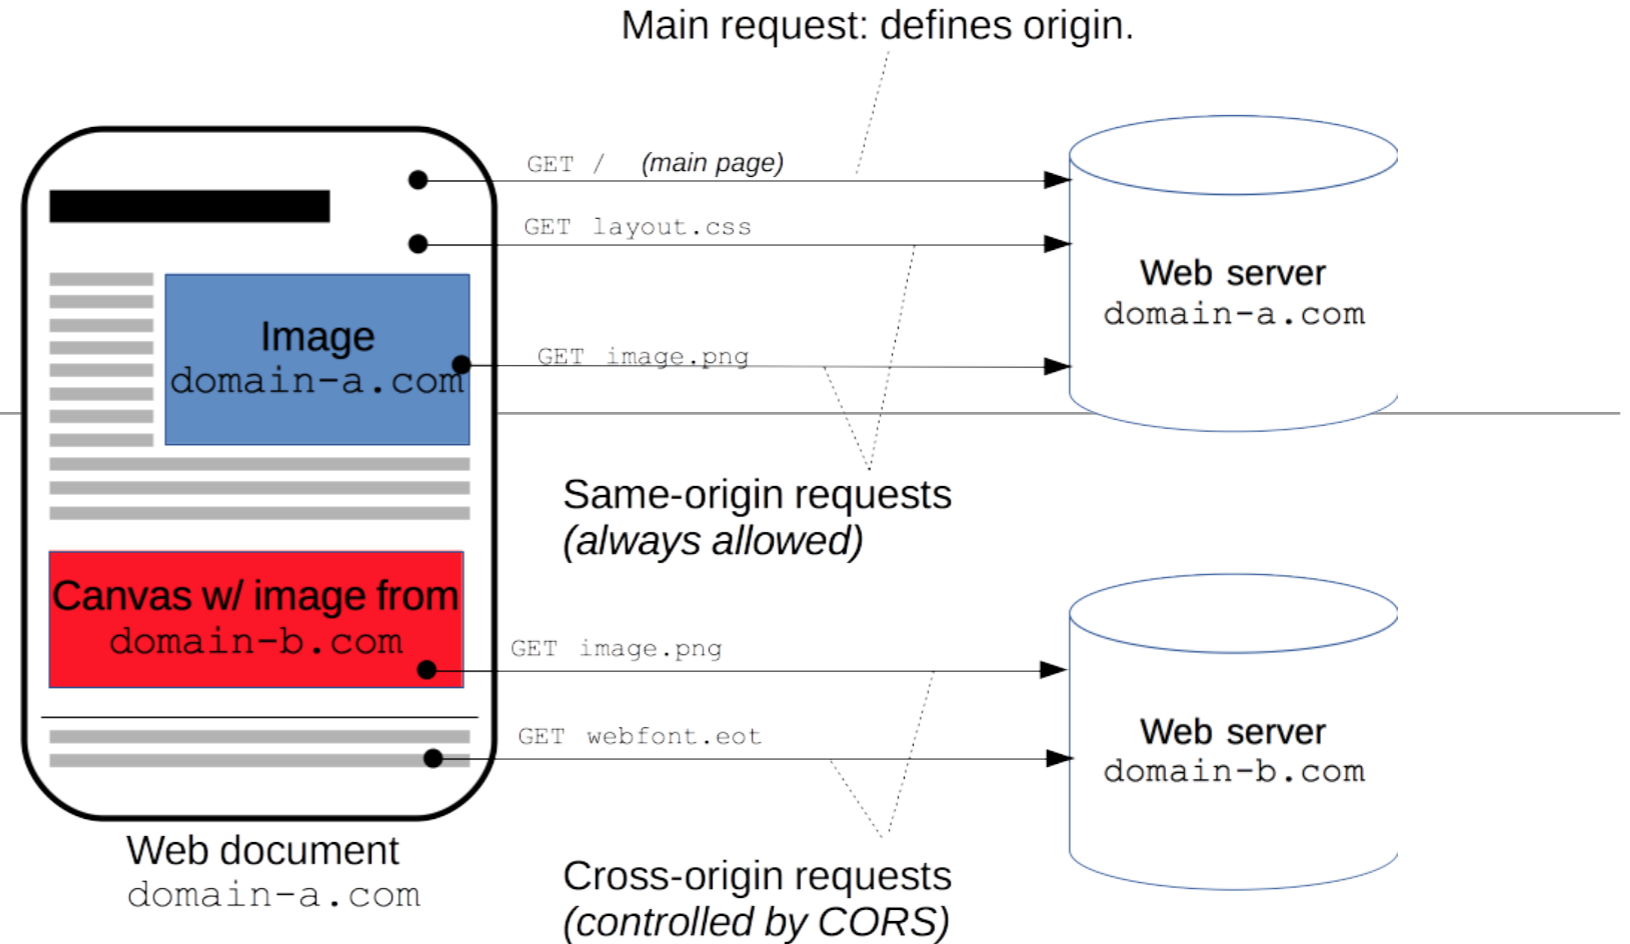 Main request: defines origin.
GET / (main page)
GET layout.css
Image
domain-a.com
GET image.png
Web server
domain-a.com
Same-origin requests
(always allowed)
Canvas w/ image from
domain-b.com
GET image.png
GET webfont.eot
Web server
domain-b.com
Web document
domain-a.com
Cross-origin requests
(controlled by CORS)